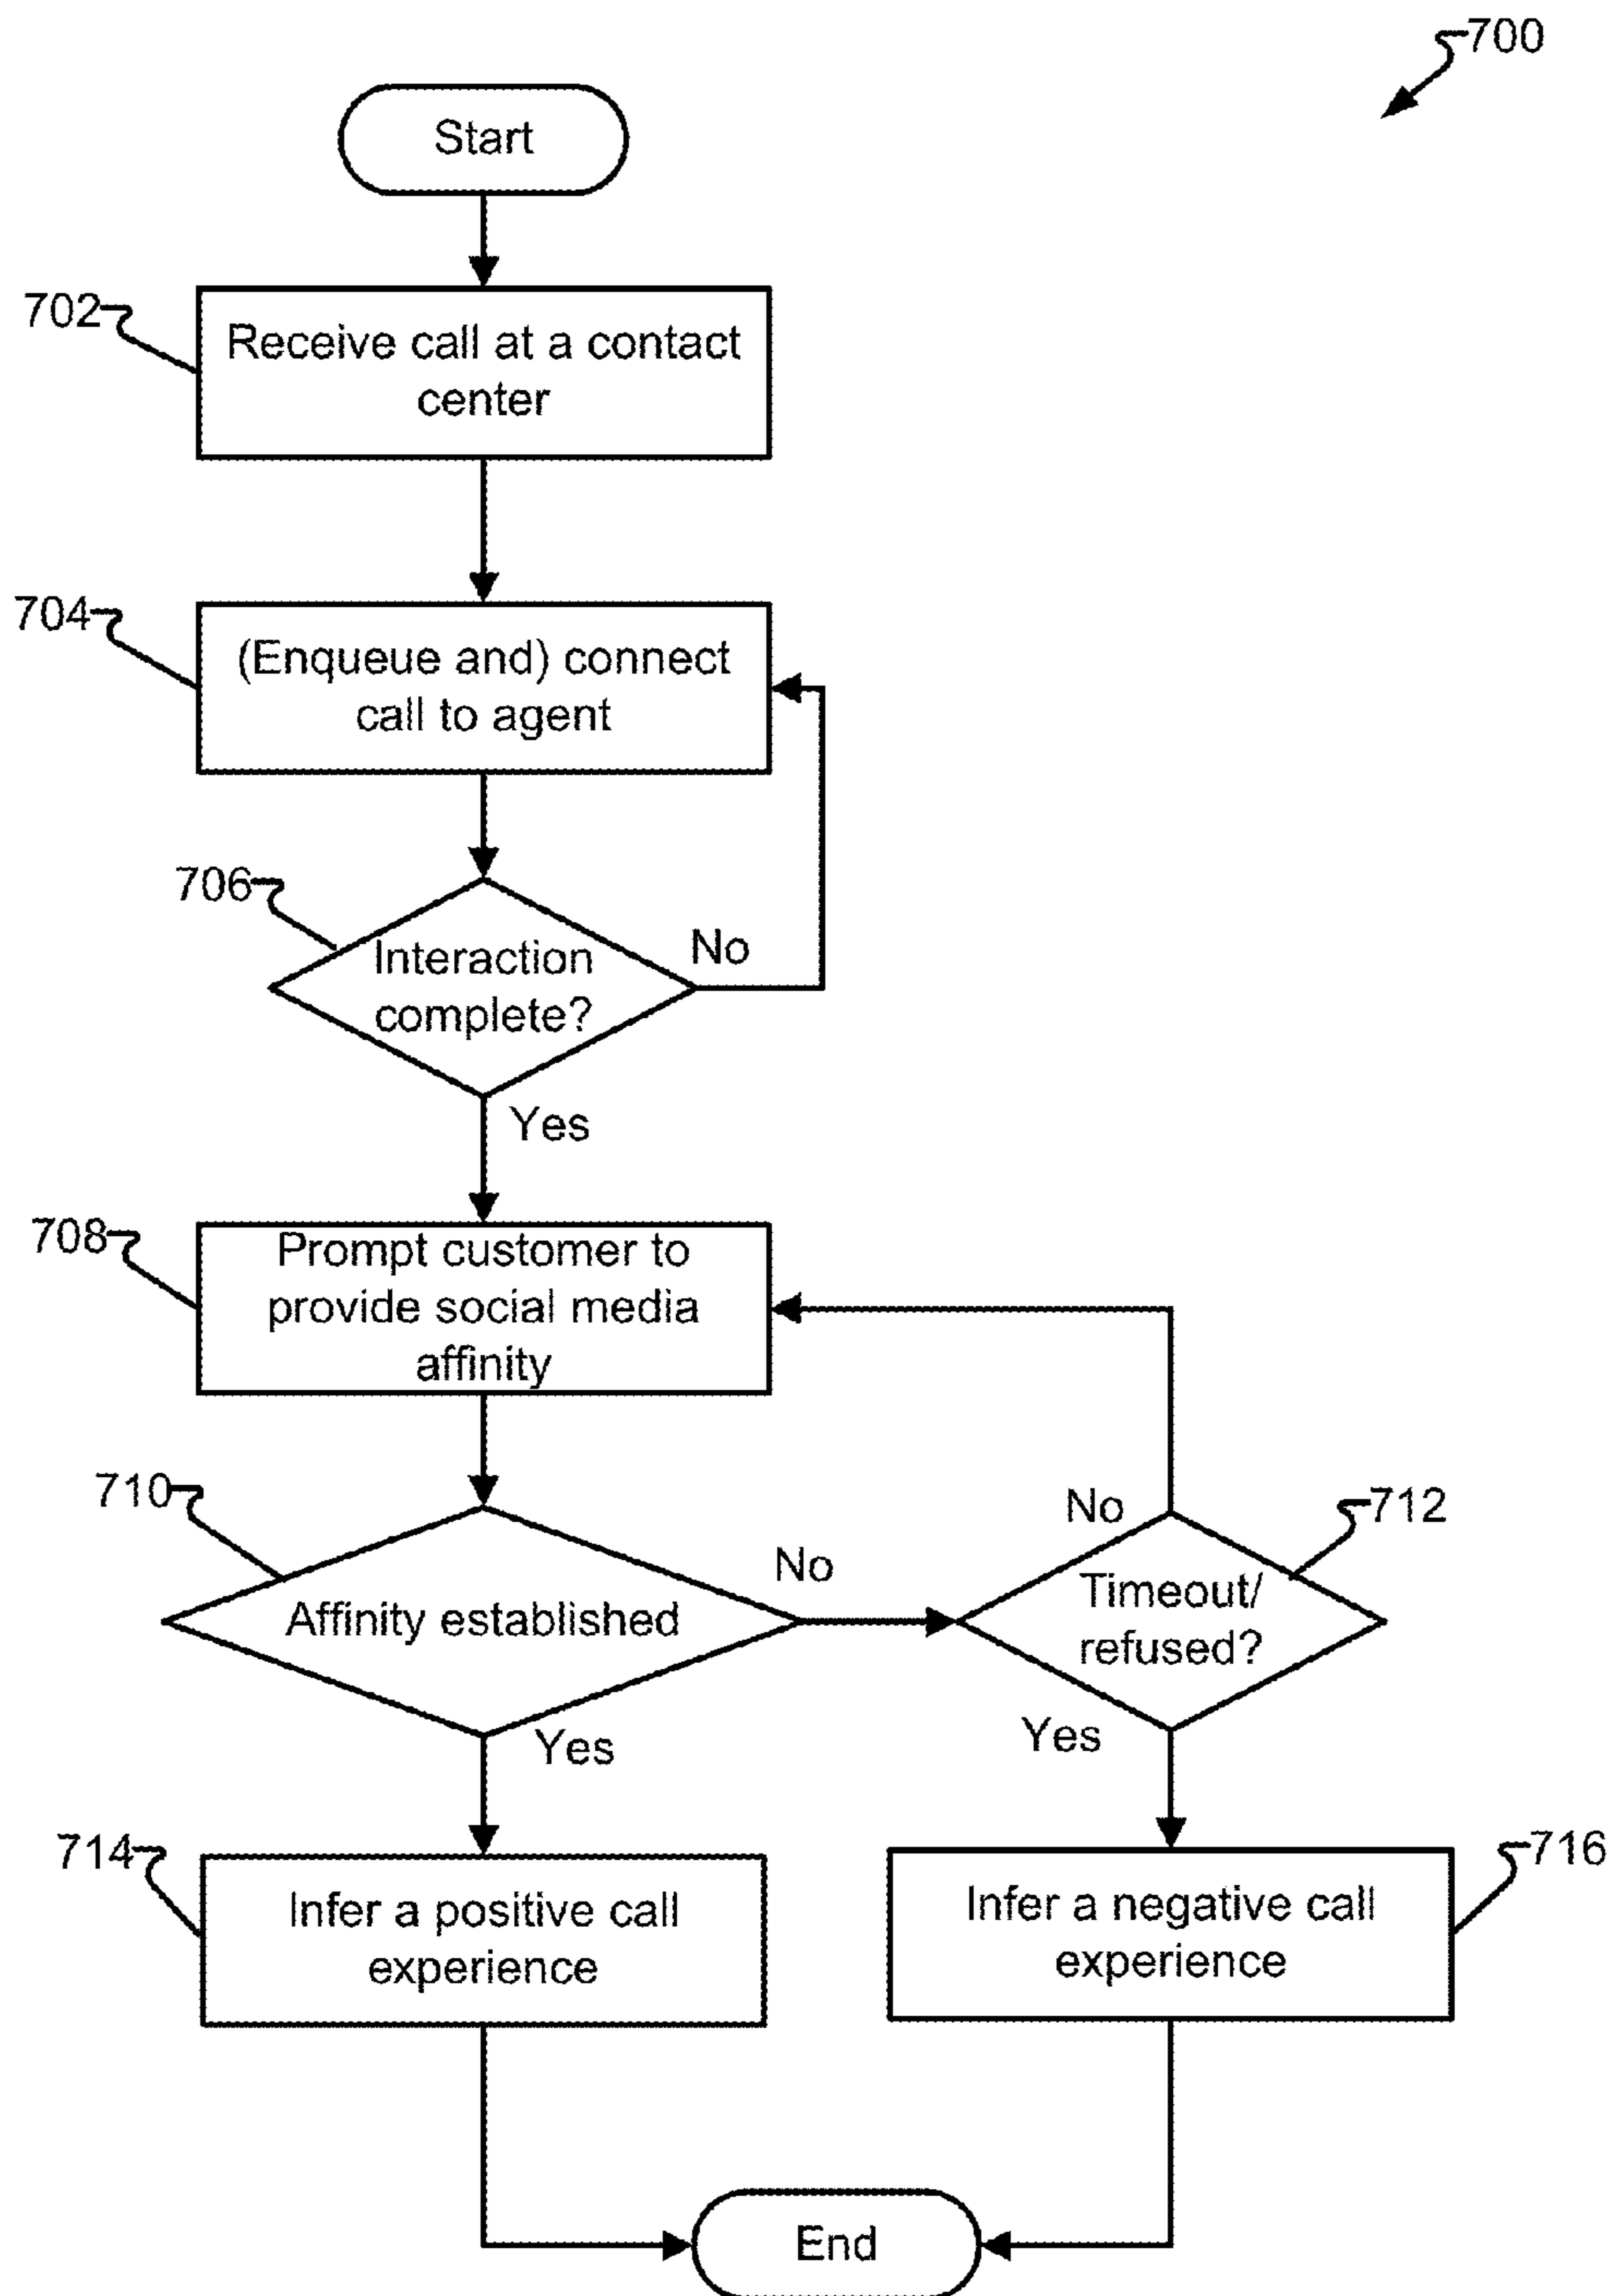 700
Start
702
Receive call at a contact
center
704
(Enqueue and) connect
call to agent
706
Interaction
complete?
No
Yes
708
Prompt customer to
provide social media
affinity
710
Affinity established
No
Yes
712
No
Timeout/
refused?
Yes
714
Infer a positive call
experience
716
Infer a negative call
experience
End